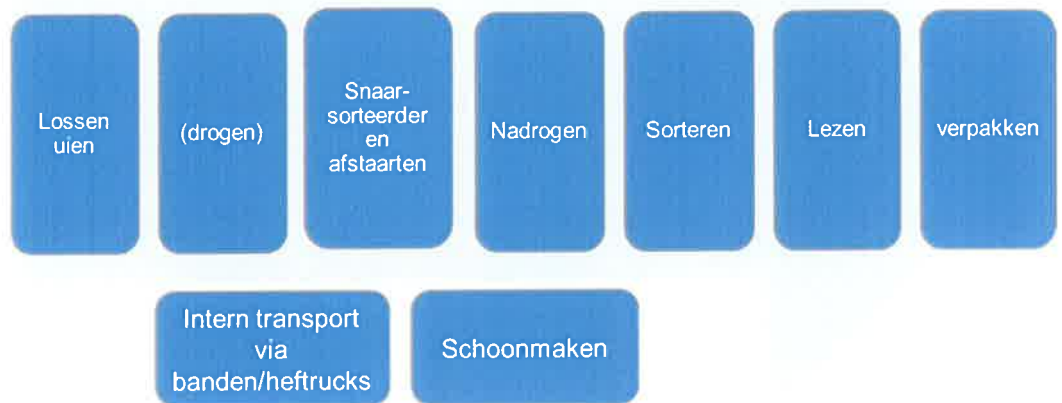 Lossen
uien
(drogen)
Snaar-
sorteerder
en
afstaarten
Nadrogen
Sorteren
Lezen
verpakken
Intern transport
via
banden/heftrucks
Schoonmaken